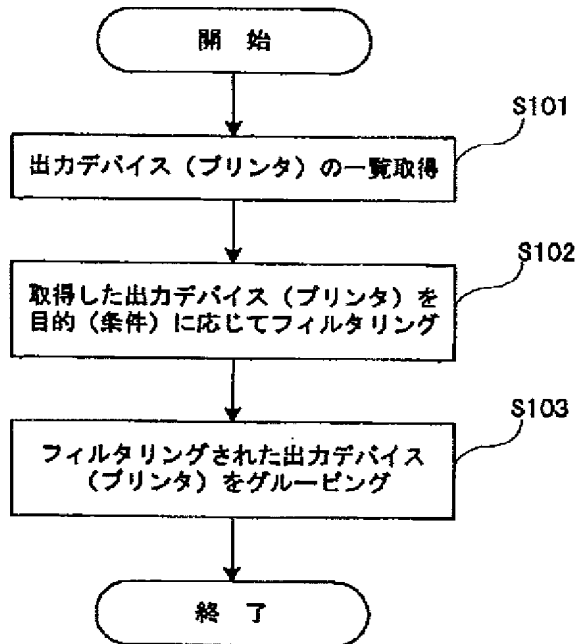 開 始
S101
出力デバイス（プリンタ）の一覧取得
S102
取得した出力デバイス（プリンタ）を
目的（条件）に応じてフィルタリング
S103
フィルタリングされた出力デバイス
（プリンタ）をグルーピング
終 了